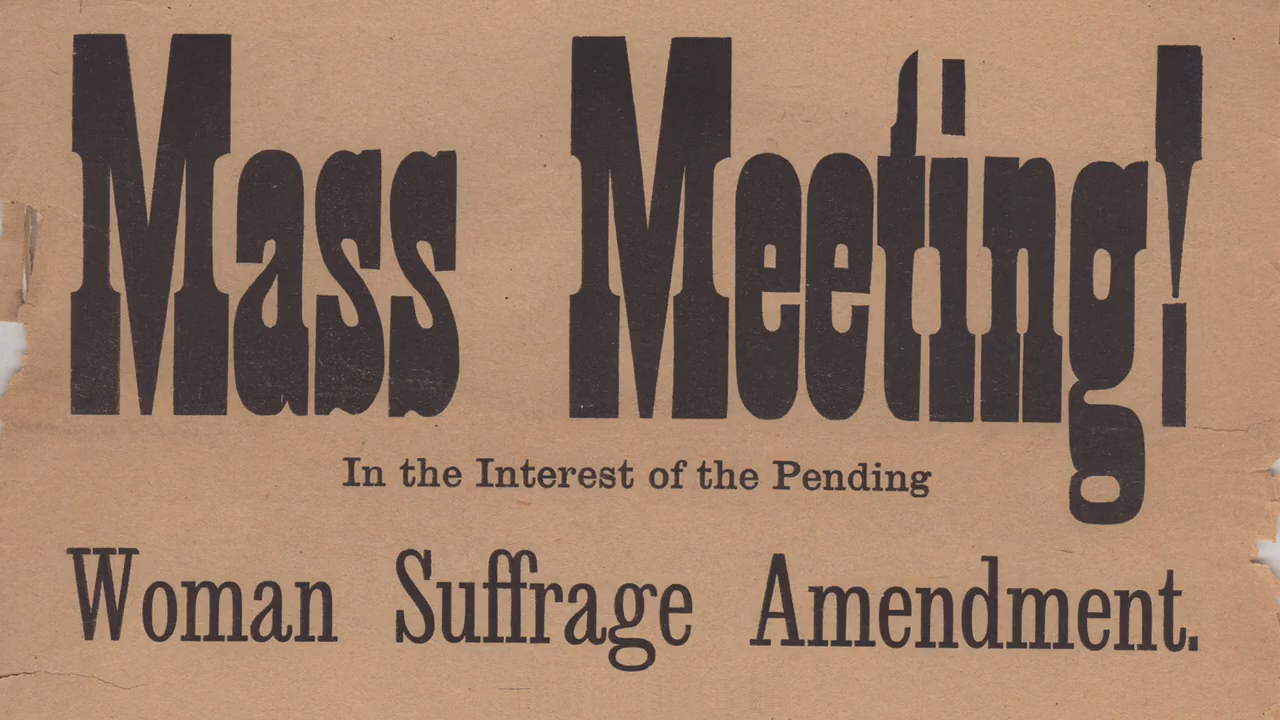 Mass Meeting!
In the Interest of the Pending
Woman Suffrage Amendment.